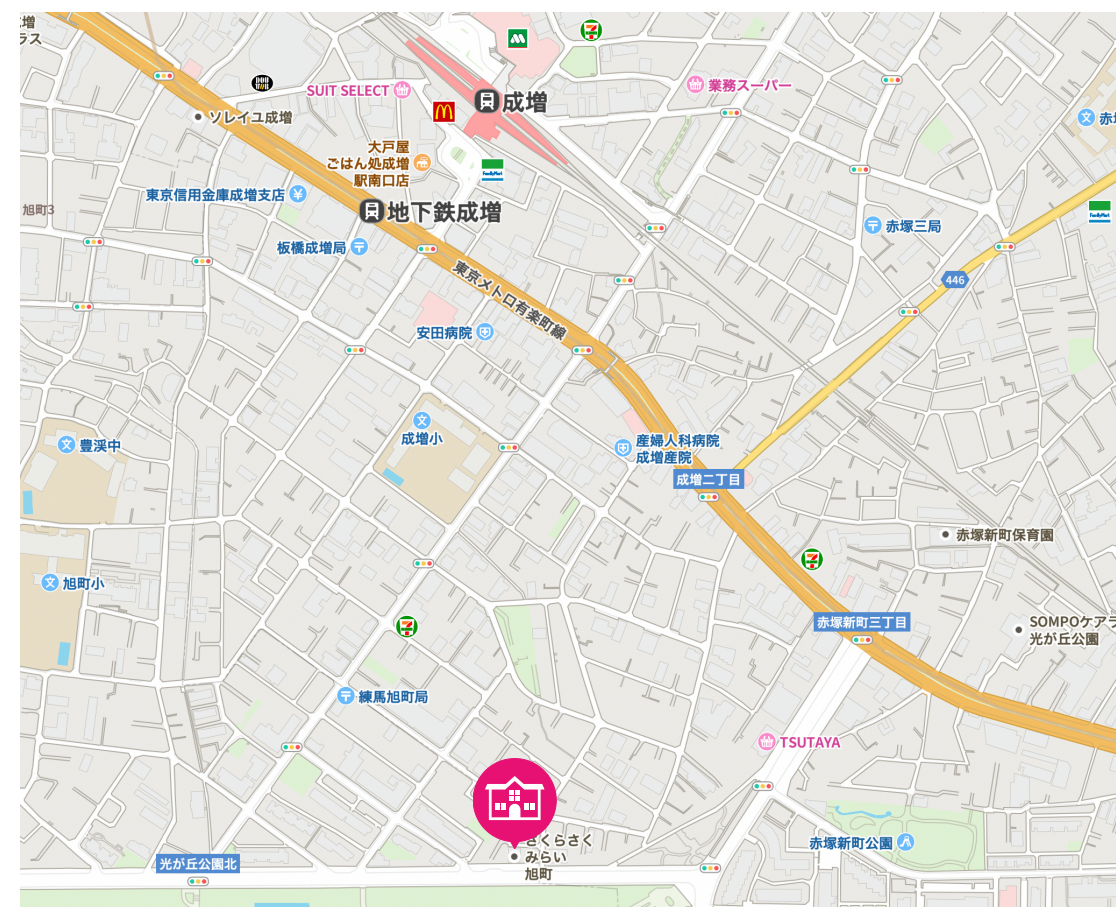 増
ラス
SUIT SELECT
成増
業務スーパー
ソレイユ成増
大戸屋
ごはん処成増
駅南口店
FamilyMart
東京信用金庫成増支店
地下鉄成増
旭町3
FamilyMart
赤塚三局
板橋成増局
東京メトロ有楽町線
446
安田病院
成増小
豊渓中
産婦人科病院
成増産院
成増二丁目
赤塚新町保育園
旭町小
赤塚新町三丁目
SOMPOケアラ
光が丘公園
練馬旭町局
TSUTAYA
さくらさく
みらい
旭町
赤塚新町公園
光が丘公園北